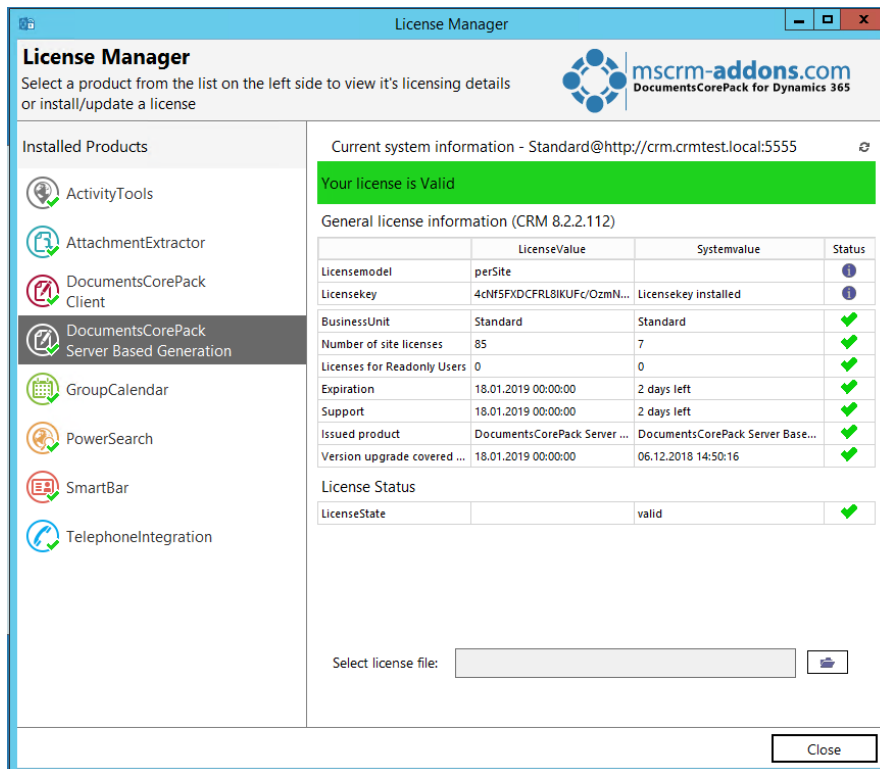 License Manager
License Manager
Select a product from the list on the left side to view it's licensing details
or install/update a license
mscrm-addons.com
DocumentsCorePack for Dynamics 365
Installed Products
ActivityTools
AttachmentExtractor
DocumentsCorePack
Client
DocumentsCorePack
Server Based Generation
GroupCalendar
PowerSearch
SmartBar
TelephoneIntegration
Current system information - Standard@http://crm.crmtest.local:5555
Your license is Valid
General license information (CRM 8.2.2.112)
LicenseValue Systemvalue Status
Licensemodel perSite
Licensekey 4cNf5FXDCFRL8IKUFc/OzmN... Licensekey installed
BusinessUnit Standard Standard
Number of site licenses 85 7
Licenses for Readonly Users 0 0
Expiration 18.01.2019 00:00:00 2 days left
Support 18.01.2019 00:00:00 2 days left
Issued product DocumentsCorePack Server ... DocumentsCorePack Server Base...
Version upgrade covered ... 18.01.2019 00:00:00 06.12.2018 14:50:16
License Status
LicenseState valid
Select license file:
Close